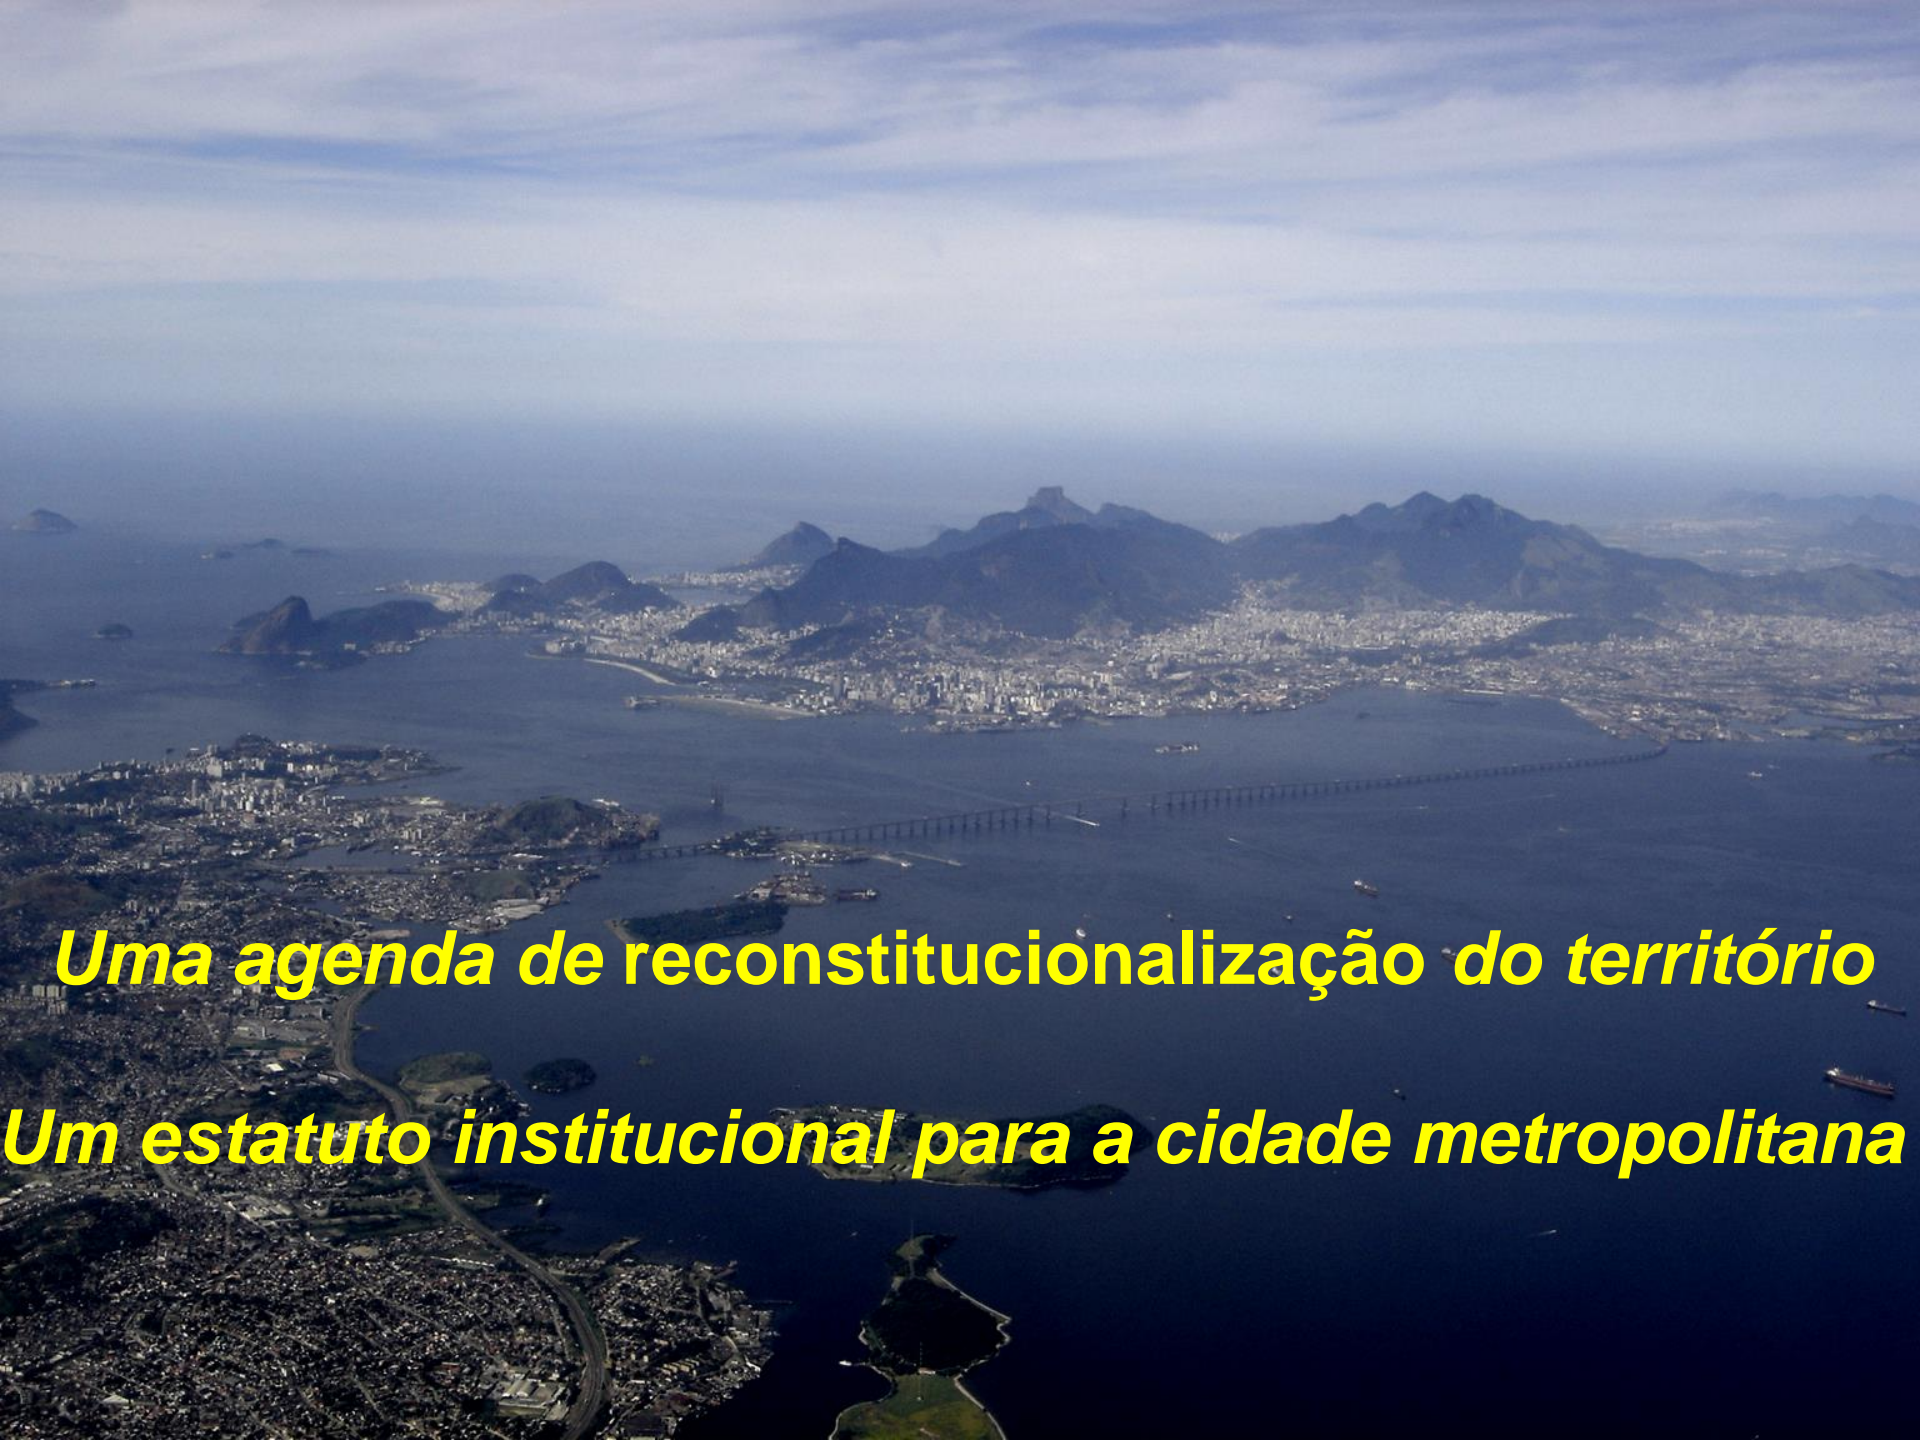 Uma agenda de reconstitucionalização do território
Um estatuto institucional para a cidade metropolitana